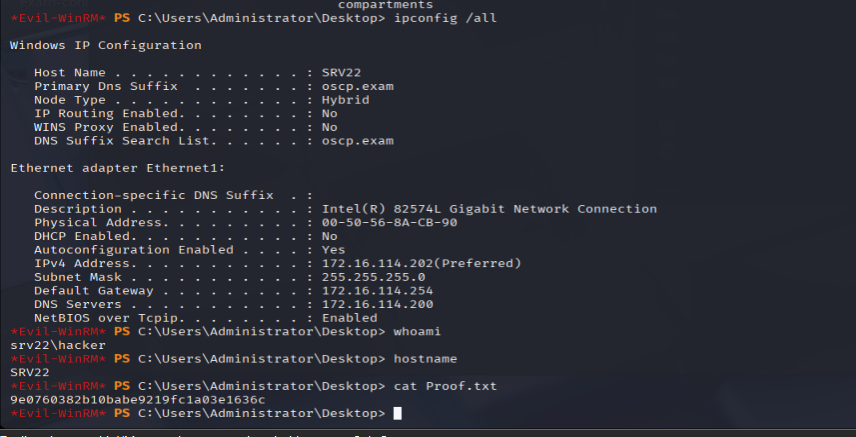 compartments
*Evil-WinRM* PS C:\Users\Administrator\Desktop> ipconfig /all
Windows IP Configuration
Host Name . . . . . . . . . . . . : SRV22
Primary Dns Suffix . . . . . . . : oscp.exam
Node Type . . . . . . . . . . . . : Hybrid
IP Routing Enabled. . . . . . . . : No
WINS Proxy Enabled. . . . . . . . : No
DNS Suffix Search List. . . . . . : oscp.exam
Ethernet adapter Ethernet1:
Connection-specific DNS Suffix . :
Description . . . . . . . . . . . : Intel(R) 82574L Gigabit Network Connection
Physical Address. . . . . . . . . : 00-50-56-8A-CB-90
DHCP Enabled. . . . . . . . . . . : No
Autoconfiguration Enabled . . . . : Yes
IPv4 Address. . . . . . . . . . . : 172.16.114.202(Preferred)
Subnet Mask . . . . . . . . . . . : 255.255.255.0
Default Gateway . . . . . . . . . : 172.16.114.254
DNS Servers . . . . . . . . . . . : 172.16.114.200
NetBIOS over Tcpip. . . . . . . . : Enabled
*Evil-WinRM* PS C:\Users\Administrator\Desktop> whoami
srv22\hacker
*Evil-WinRM* PS C:\Users\Administrator\Desktop> hostname
SRV22
*Evil-WinRM* PS C:\Users\Administrator\Desktop> cat Proof.txt
9e0760382b10babe9219fc1a03e1636c
*Evil-WinRM* PS C:\Users\Administrator\Desktop>